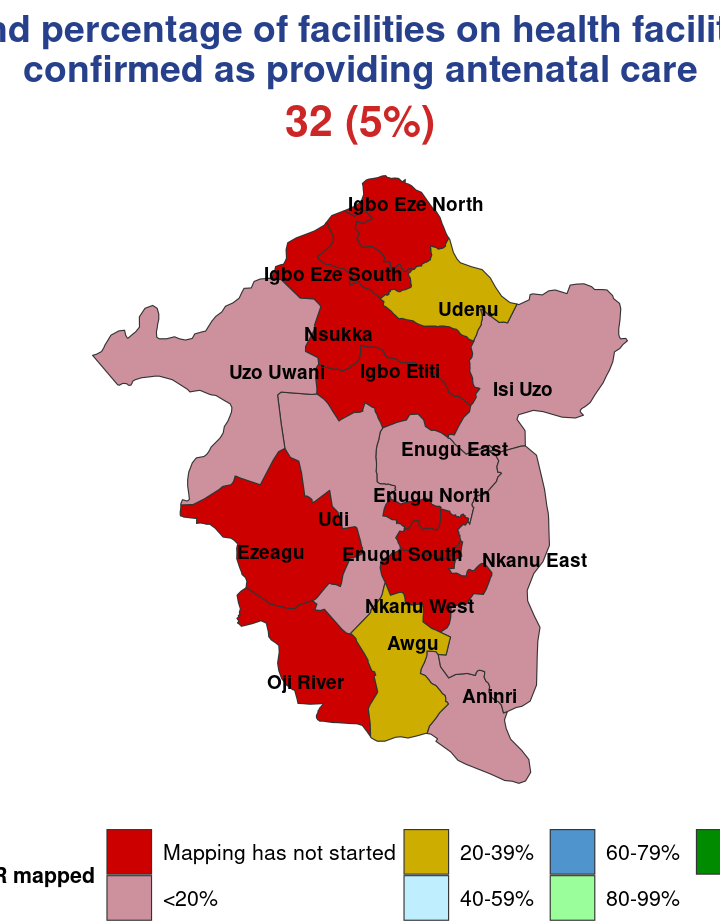 percentage of facilities on health
confirmed as providing antenatal care
32 (5%)
Igbo Eze North
Igbo Eze South
Udenu
Nsukka
Uzo Uwani
Igbo Etiti
Isi Uzo
Enugu East
Enugu North
Udi
Ezeagu
Enugu South
Nkanu East
Nkanu West
Awgu
Oji River
Aninri
mapped
Mapping has not started
20-39%
60-79%
<20%
40-59%
80-99%